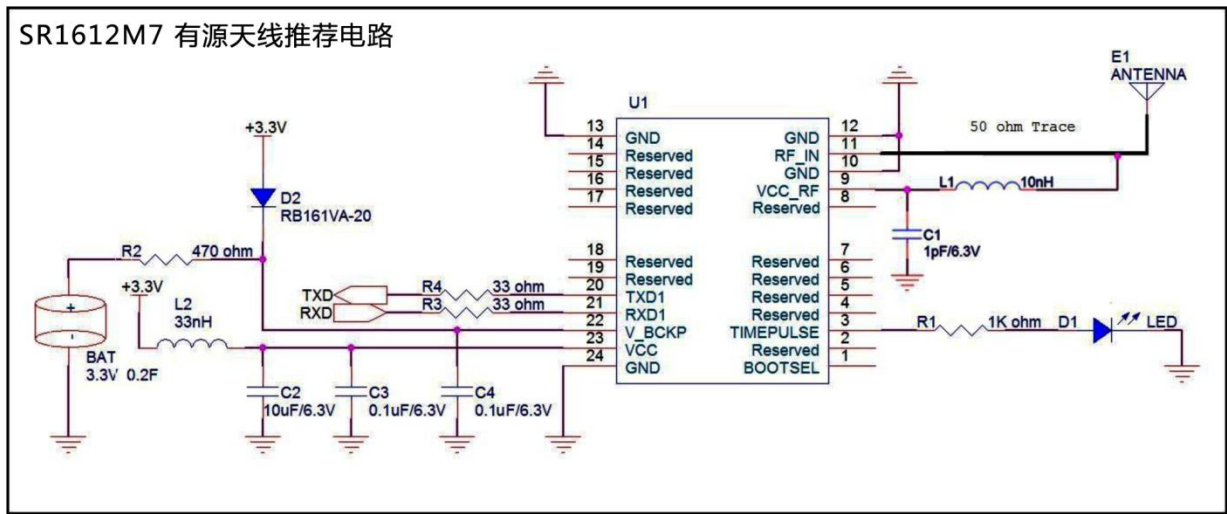 SR1612M7 有源天线推荐电路
E1
ANTENNA
U1
+3.3V
50 ohm Trace
13 GND
14 Reserved
15 Reserved
16 Reserved
17 Reserved
12 GND
11 RF_IN
10 GND
9 VCC_RF
8 Reserved
L1 10nH
D2
RB161VA-20
C1
1pF/6.3V
R2 470 ohm
18 Reserved
19 Reserved
20 TXD1
21 RXD1
22 V_BCKP
23 VCC
24 GND
7 Reserved
6 Reserved
5 Reserved
4 Reserved
3 TIMEPULSE
2 Reserved
1 BOOTSEL
+3.3V
TXD R4 33 ohm
RXD R3 33 ohm
L2
33nH
R1 1K ohm D1 LED
+
-
BAT
3.3V 0.2F
C2
10uF/6.3V
C3
0.1uF/6.3V
C4
0.1uF/6.3V